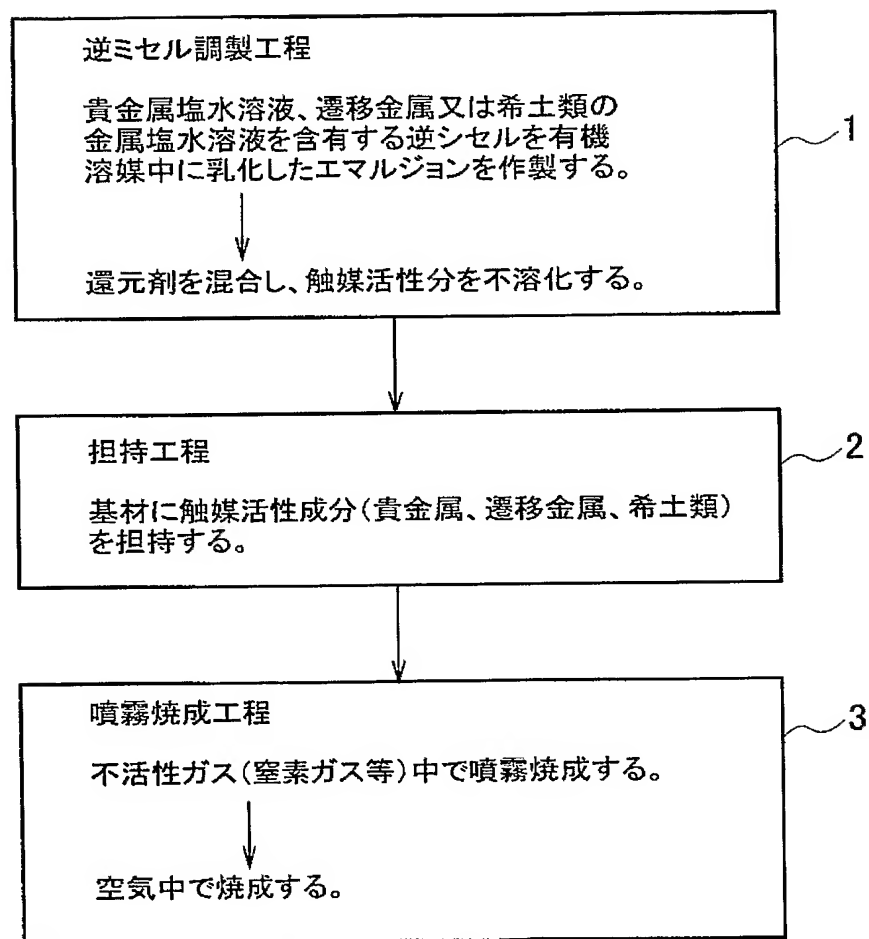 逆ミセル調製工程
貴金属塩水溶液、遷移金属又は希土類の
金属塩水溶液を含有する逆シセルを有機
溶媒中に乳化したエマルジョンを作製する。
1
還元剤を混合し、触媒活性分を不溶化する。
担持工程
2
基材に触媒活性成分(貴金属、遷移金属、希土類)
を担持する。
噴霧焼成工程
3
不活性ガス(窒素ガス等)中で噴霧焼成する。
空気中で焼成する。